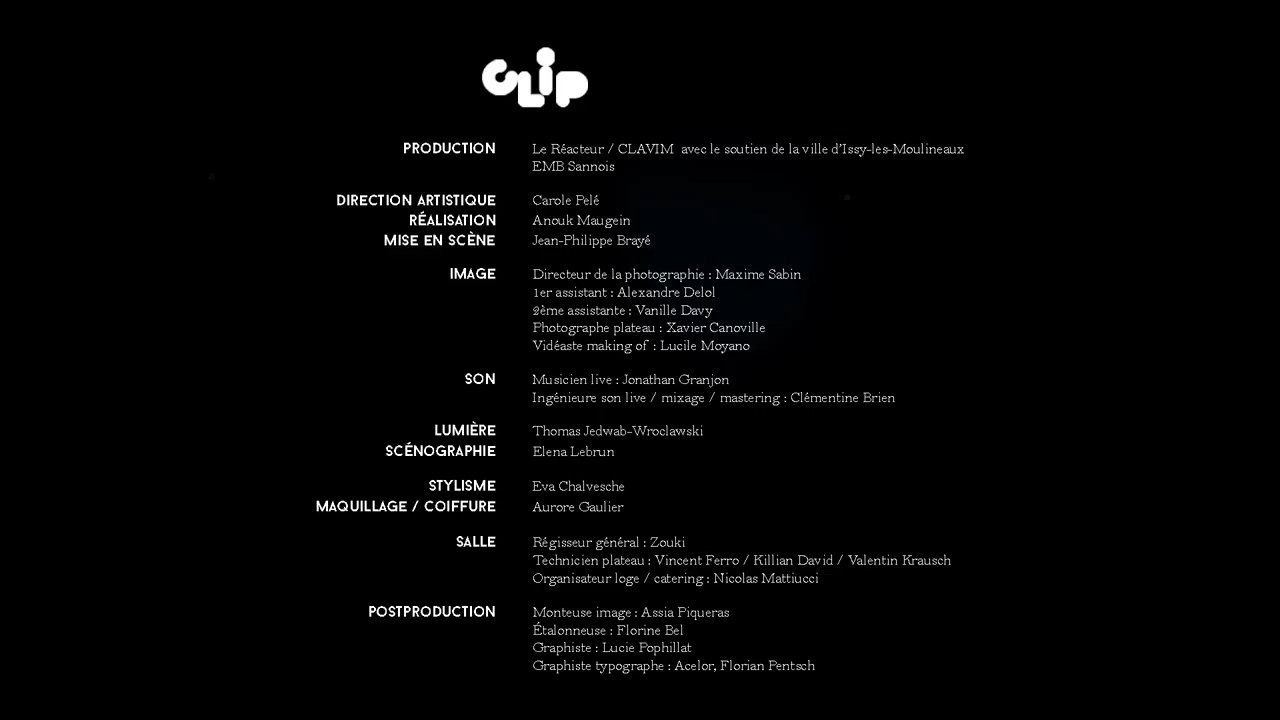 CLIP
PRODUCTION Le Réacteur / CLAVIM avec le soutien de la ville d'Issy-les-Moulineaux
EMB Sannois
DIRECTION ARTISTIQUE Carole Pelé
RÉALISATION Anouk Maugein
MISE EN SCÈNE Jean-Philippe Brayé
IMAGE Directeur de la photographie : Maxime Sabin
1er assistant : Alexandre Delol
2ème assistante : Vanille Davy
Photographe plateau : Xavier Canoville
Vidéaste making of : Lucile Moyano
SON Musicien live : Jonathan Granjon
Ingénieure son live / mixage / mastering : Clémentine Brien
LUMIÈRE Thomas Jedwab-Wroclawski
SCÉNOGRAPHIE Elena Lebrun
STYLISME Eva Chalvesche
MAQUILLAGE / COIFFURE Aurore Gaulier
SALLE Régisseur général : Zouki
Technicien plateau : Vincent Ferro / Killian David / Valentin Krausch
Organisateur loge / catering : Nicolas Mattiucci
POSTPRODUCTION Monteuse image : Assia Piqueras
Étalonneuse : Florine Bel
Graphiste : Lucie Pophillat
Graphiste typographe : Acelor, Florian Pentsch